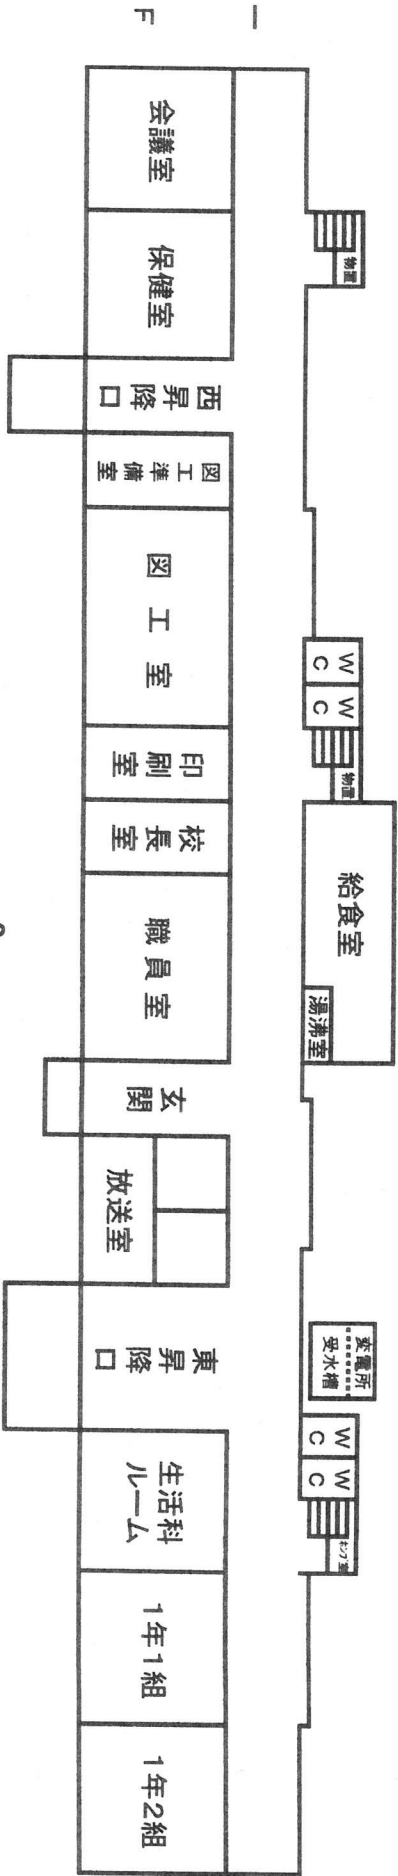 1F
会議室
保健室
西昇降口
図工準備室
図工室
印刷室
校長室
職員室
玄関
放送室
東昇降口
生活科
ルーム
1年1組
1年2組
物置
WC
WC
物置
給食室
湯沸室
変電所
受水槽
WC
WC